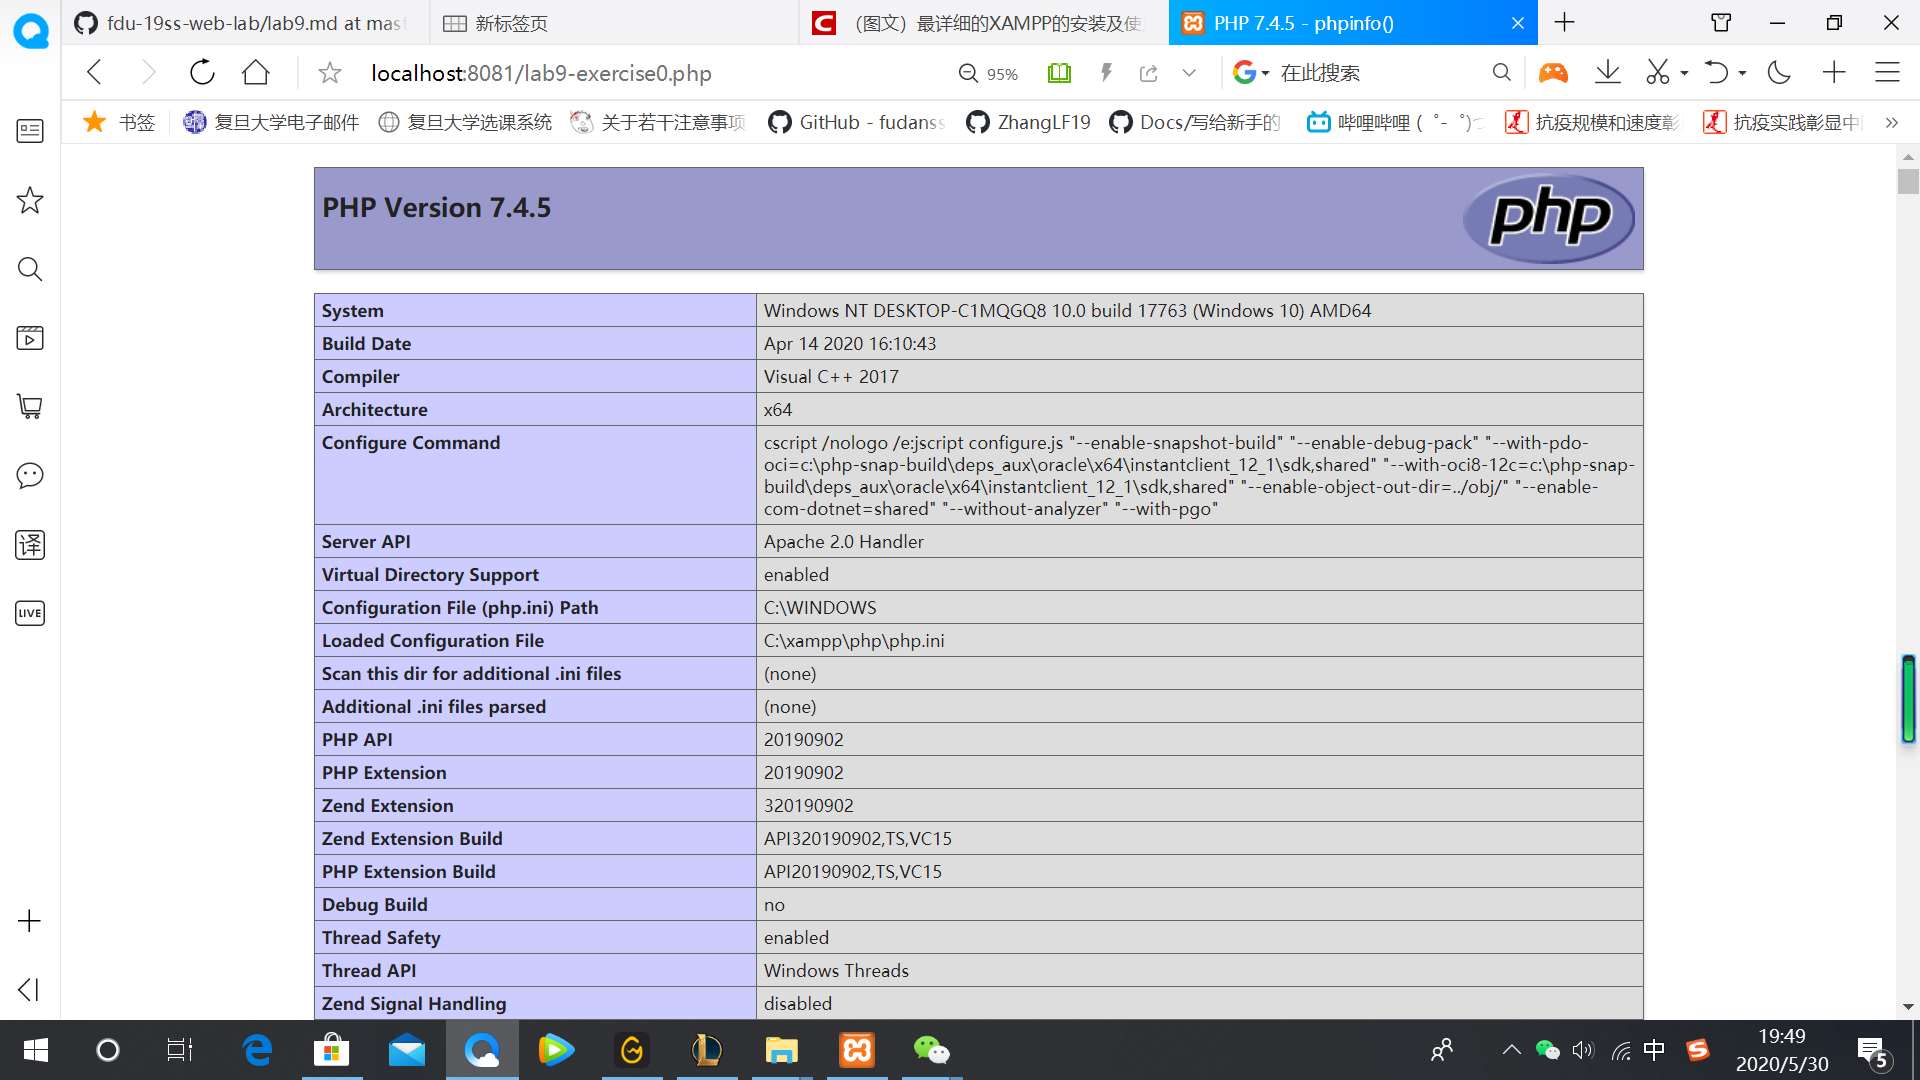 fdu-19ss-web-lab/lab9.md at mast
新标签页
（图文）最详细的XAMPP的安装及使
PHP 7.4.5 - phpinfo()
localhost:8081/lab9-exercise0.php
95%
在此搜索
书签
复旦大学电子邮件
复旦大学选课系统
关于若干注意事项
GitHub - fudanss
ZhangLF19
Docs/写给新手的
哔哩哔哩 ( ゜- ゜)つ
抗疫规模和速度彰
抗疫实践彰显中
PHP Version 7.4.5
php
System Windows NT DESKTOP-C1MQGQ8 10.0 build 17763 (Windows 10) AMD64
Build Date Apr 14 2020 16:10:43
Compiler Visual C++ 2017
Architecture x64
Configure Command cscript /nologo /e:jscript configure.js "--enable-snapshot-build" "--enable-debug-pack" "--with-pdo-
oci=c:\php-snap-build\deps_aux\oracle\x64\instantclient_12_1\sdk,shared" "--with-oci8-12c=c:\php-snap-
build\deps_aux\oracle\x64\instantclient_12_1\sdk,shared" "--enable-object-out-dir=../obj/" "--enable-
com-dotnet=shared" "--without-analyzer" "--with-pgo"
Server API Apache 2.0 Handler
Virtual Directory Support enabled
Configuration File (php.ini) Path C:\WINDOWS
Loaded Configuration File C:\xampp\php\php.ini
Scan this dir for additional .ini files (none)
Additional .ini files parsed (none)
PHP API 20190902
PHP Extension 20190902
Zend Extension 320190902
Zend Extension Build API320190902,TS,VC15
PHP Extension Build API20190902,TS,VC15
Debug Build no
Thread Safety enabled
Thread API Windows Threads
Zend Signal Handling disabled
译
LIVE
中
19:49
2020/5/30
5